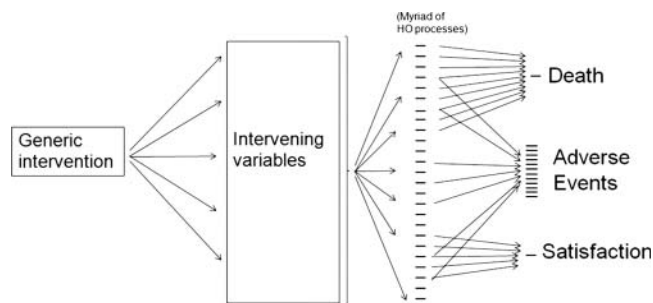 (Myriad of
HO processes)
Generic
intervention
Intervening
variables
Death
Adverse
Events
Satisfaction